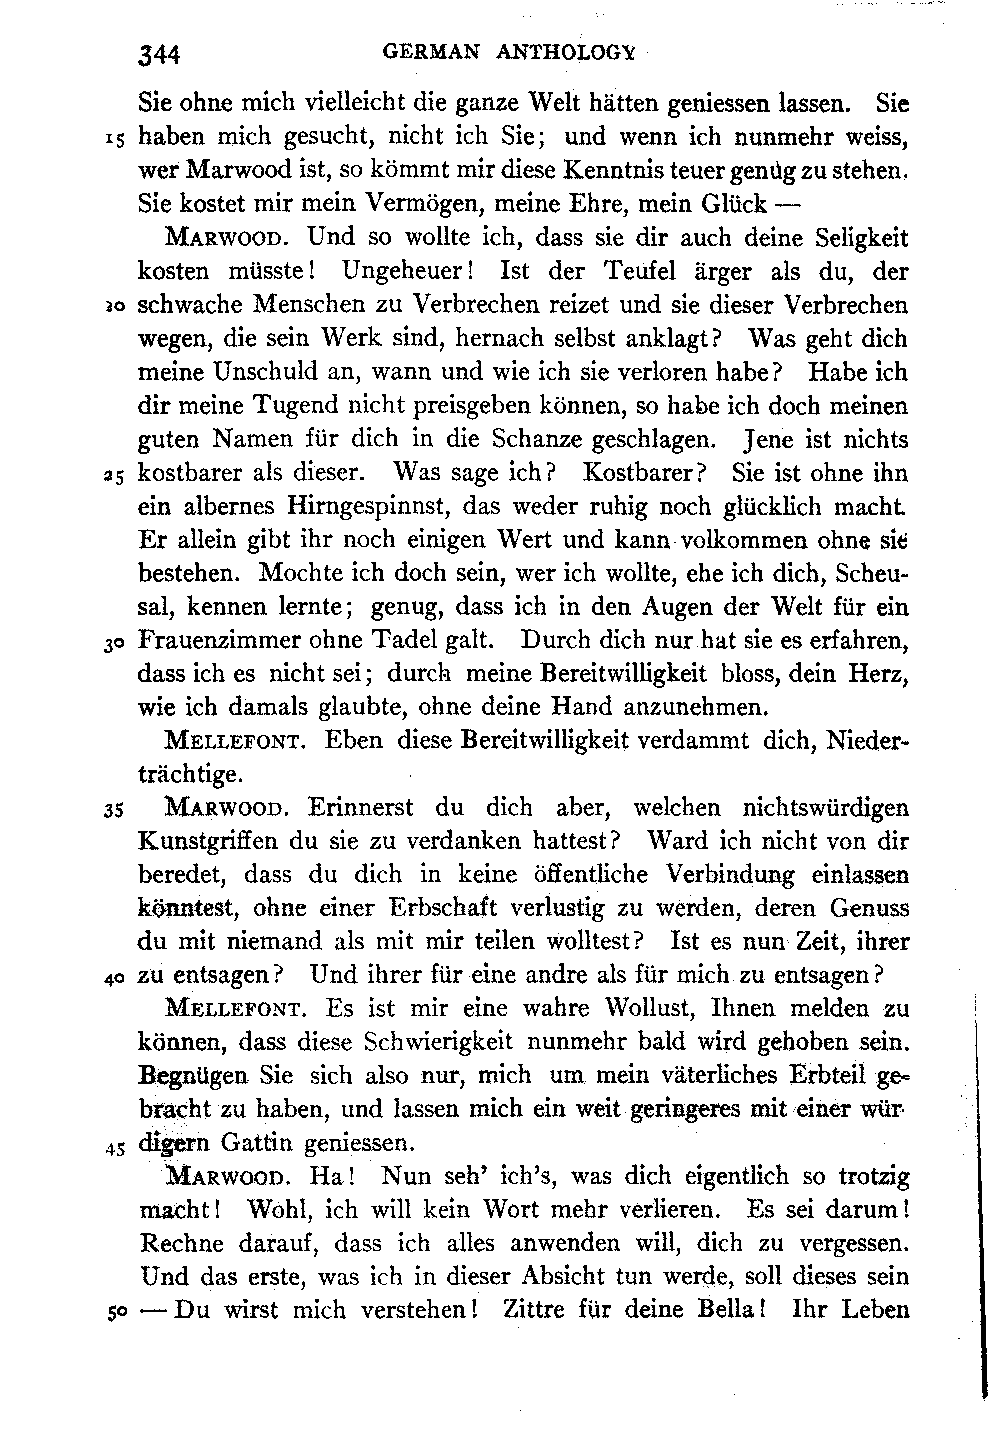 344 GERMAN ANTHOLOGY
Sie ohne mich vielleicht die ganze Welt hätten geniessen lassen. Sie
15 haben mich gesucht, nicht ich Sie; und wenn ich nunmehr weiss,
wer Marwood ist, so kömmt mir diese Kenntnis teuer genug zu stehen.
Sie kostet mir mein Vermögen, meine Ehre, mein Glück —
MARWOOD. Und so wollte ich, dass sie dir auch deine Seligkeit
kosten müsste! Ungeheuer! Ist der Teufel ärger als du, der
20 schwache Menschen zu Verbrechen reizet und sie dieser Verbrechen
wegen, die sein Werk sind, hernach selbst anklagt? Was geht dich
meine Unschuld an, wann und wie ich sie verloren habe? Habe ich
dir meine Tugend nicht preisgeben können, so habe ich doch meinen
guten Namen für dich in die Schanze geschlagen. Jene ist nichts
25 kostbarer als dieser. Was sage ich? Kostbarer? Sie ist ohne ihn
ein albernes Hirngespinnst, das weder ruhig noch glücklich macht.
Er allein gibt ihr noch einigen Wert und kann volkommen ohne sie
bestehen. Mochte ich doch sein, wer ich wollte, ehe ich dich, Scheu-
sal, kennen lernte; genug, dass ich in den Augen der Welt für ein
30 Frauenzimmer ohne Tadel galt. Durch dich nur hat sie es erfahren,
dass ich es nicht sei; durch meine Bereitwilligkeit bloss, dein Herz,
wie ich damals glaubte, ohne deine Hand anzunehmen.
MELLEFONT. Eben diese Bereitwilligkeit verdammt dich, Nieder-
trächtige.
35 MARWOOD. Erinnerst du dich aber, welchen nichtswürdigen
Kunstgriffen du sie zu verdanken hattest? Ward ich nicht von dir
beredet, dass du dich in keine öffentliche Verbindung einlassen
könntest, ohne einer Erbschaft verlustig zu werden, deren Genuss
du mit niemand als mit mir teilen wolltest? Ist es nun Zeit, ihrer
40 zu entsagen? Und ihrer für eine andre als für mich zu entsagen?
MELLEFONT. Es ist mir eine wahre Wollust, Ihnen melden zu
können, dass diese Schwierigkeit nunmehr bald wird gehoben sein.
Begnügen Sie sich also nur, mich um mein väterliches Erbteil ge-
bracht zu haben, und lassen mich ein weit geringeres mit einer wür-
45 digern Gattin geniessen.
MARWOOD. Ha! Nun seh' ich's, was dich eigentlich so trotzig
macht! Wohl, ich will kein Wort mehr verlieren. Es sei darum!
Rechne darauf, dass ich alles anwenden will, dich zu vergessen.
Und das erste, was ich in dieser Absicht tun werde, soll dieses sein
50 — Du wirst mich verstehen! Zittre für deine Bella! Ihr Leben